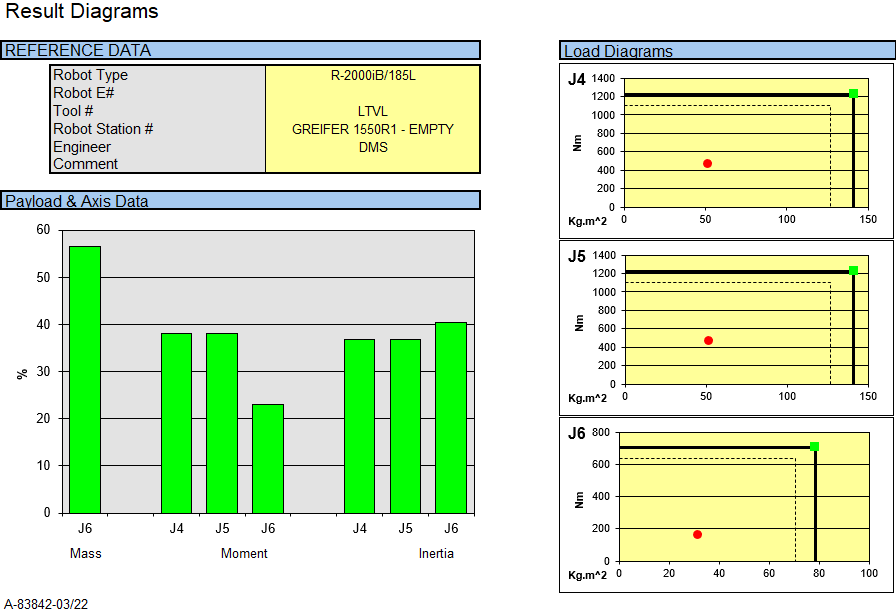 Result Diagrams
REFERENCE DATA
Robot Type R-2000iB/185L
Robot E#
Tool # LTVL
Robot Station # GREIFER 1550R1 - EMPTY
Engineer DMS
Comment
Payload & Axis Data
60
50
40
30
20
10
0
%
J6 J4 J5 J6 J4 J5 J6
Mass Moment Inertia
Load Diagrams
J4
1400
1200
1000
800
600
400
200
0
Nm
Kg.m^2 0 50 100 150
J5
1400
1200
1000
800
600
400
200
0
Nm
Kg.m^2 0 50 100 150
J6
800
600
400
200
0
Nm
Kg.m^2 0 20 40 60 80 100
A-83842-03/22